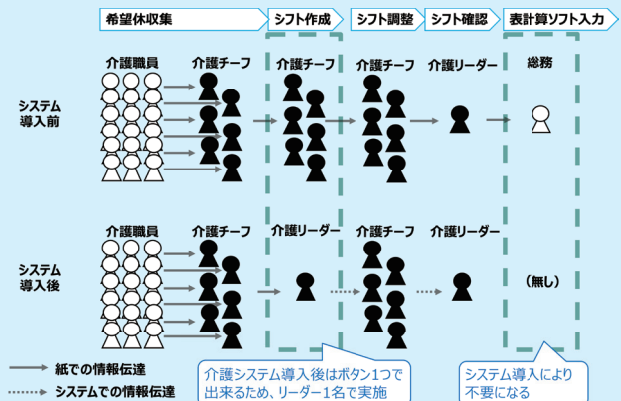 希望休収集
シフト作成
シフト調整
シフト確認
表計算ソフト入力
システム
導入前
介護職員
介護チーフ
介護チーフ
介護チーフ
介護リーダー
総務
システム
導入後
介護職員
介護チーフ
介護リーダー
介護チーフ
介護リーダー
（無し）
紙での情報伝達
システムでの情報伝達
介護システム導入後はボタン1つで
出来るため、リーダー1名で実施
システム導入により
不要になる